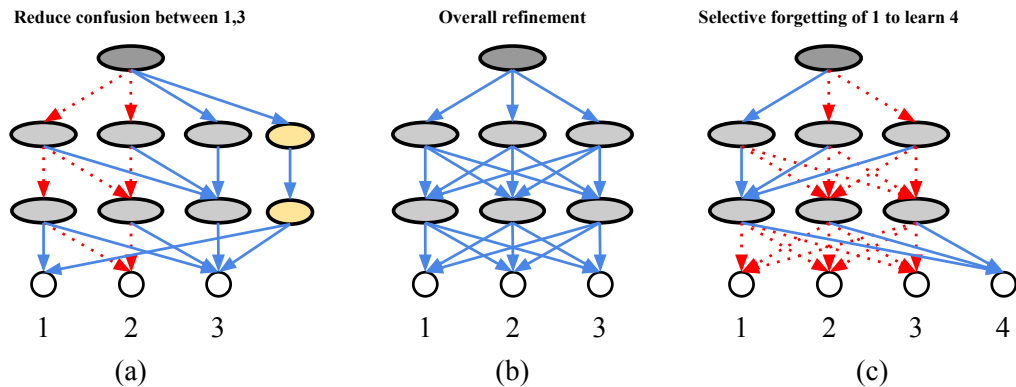 Reduce confusion between 1,3
Overall refinement
Selective forgetting of 1 to learn 4
1 2 3
1 2 3
1 2 3 4
(a)
(b)
(c)